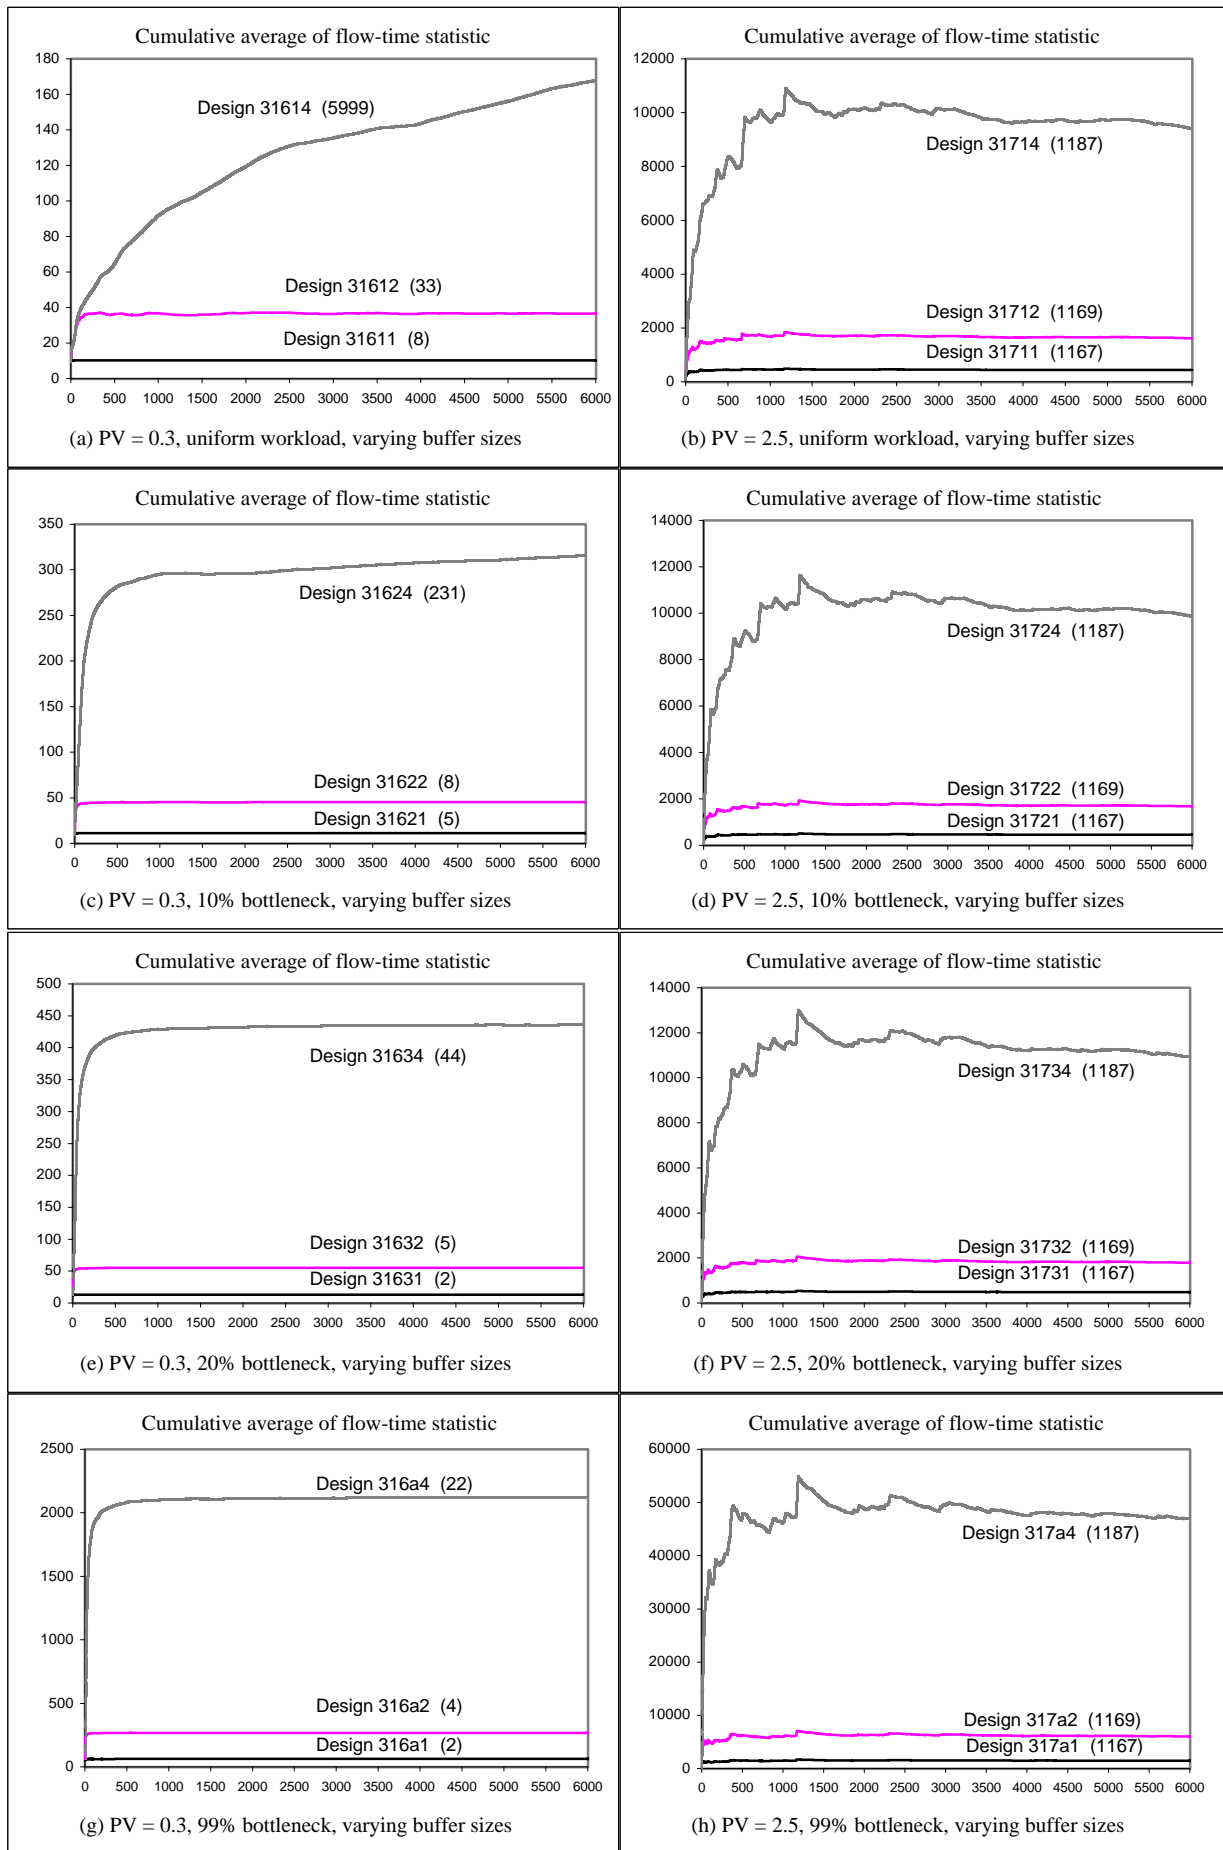 Cumulative average of flow-time statistic
180
160
140
120
100
80
60
40
20
0
Design 31614 (5999)
Design 31612 (33)
Design 31611 (8)
0 500 1000 1500 2000 2500 3000 3500 4000 4500 5000 5500 6000
(a) PV = 0.3, uniform workload, varying buffer sizes
Cumulative average of flow-time statistic
12000
10000
8000
6000
4000
2000
0
Design 31714 (1187)
Design 31712 (1169)
Design 31711 (1167)
0 500 1000 1500 2000 2500 3000 3500 4000 4500 5000 5500 6000
(b) PV = 2.5, uniform workload, varying buffer sizes
Cumulative average of flow-time statistic
350
300
250
200
150
100
50
0
Design 31624 (231)
Design 31622 (8)
Design 31621 (5)
0 500 1000 1500 2000 2500 3000 3500 4000 4500 5000 5500 6000
(c) PV = 0.3, 10% bottleneck, varying buffer sizes
Cumulative average of flow-time statistic
14000
12000
10000
8000
6000
4000
2000
0
Design 31724 (1187)
Design 31722 (1169)
Design 31721 (1167)
0 500 1000 1500 2000 2500 3000 3500 4000 4500 5000 5500 6000
(d) PV = 2.5, 10% bottleneck, varying buffer sizes
Cumulative average of flow-time statistic
500
450
400
350
300
250
200
150
100
50
0
Design 31634 (44)
Design 31632 (5)
Design 31631 (2)
0 500 1000 1500 2000 2500 3000 3500 4000 4500 5000 5500 6000
(e) PV = 0.3, 20% bottleneck, varying buffer sizes
Cumulative average of flow-time statistic
14000
12000
10000
8000
6000
4000
2000
0
Design 31734 (1187)
Design 31732 (1169)
Design 31731 (1167)
0 500 1000 1500 2000 2500 3000 3500 4000 4500 5000 5500 6000
(f) PV = 2.5, 20% bottleneck, varying buffer sizes
Cumulative average of flow-time statistic
2500
2000
1500
1000
500
0
Design 316a4 (22)
Design 316a2 (4)
Design 316a1 (2)
0 500 1000 1500 2000 2500 3000 3500 4000 4500 5000 5500 6000
(g) PV = 0.3, 99% bottleneck, varying buffer sizes
Cumulative average of flow-time statistic
60000
50000
40000
30000
20000
10000
0
Design 317a4 (1187)
Design 317a2 (1169)
Design 317a1 (1167)
0 500 1000 1500 2000 2500 3000 3500 4000 4500 5000 5500 6000
(h) PV = 2.5, 99% bottleneck, varying buffer sizes